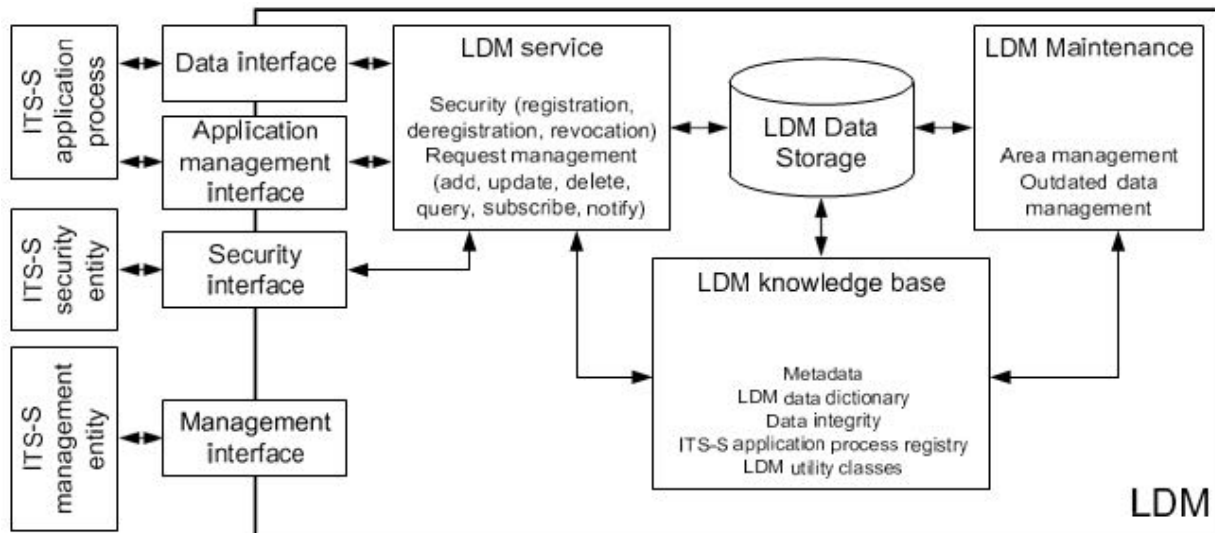 ITS-S
application
process
ITS-S
security
entity
ITS-S
management
entity
Data interface
Application
management
interface
Security
interface
Management
interface
LDM service
Security (registration,
deregistration, revocation)
Request management
(add, update, delete,
query, subscribe, notify)
LDM Data
Storage
LDM Maintenance
Area management
Outdated data
management
LDM knowledge base
Metadata
LDM data dictionary
Data integrity
ITS-S application process registry
LDM utility classes
LDM